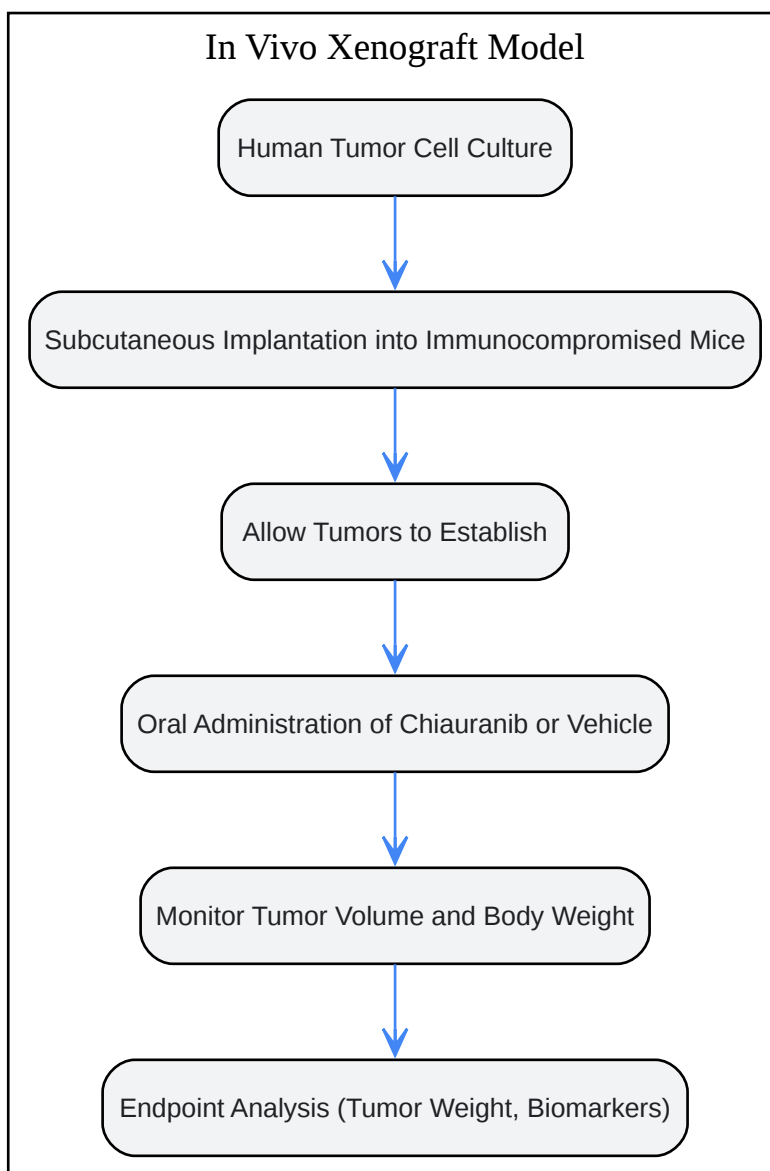 In Vivo Xenograft Model
Human Tumor Cell Culture
Subcutaneous Implantation into Immunocompromised Mice
Allow Tumors to Establish
Oral Administration of Chiauranib or Vehicle
Monitor Tumor Volume and Body Weight
Endpoint Analysis (Tumor Weight, Biomarkers)